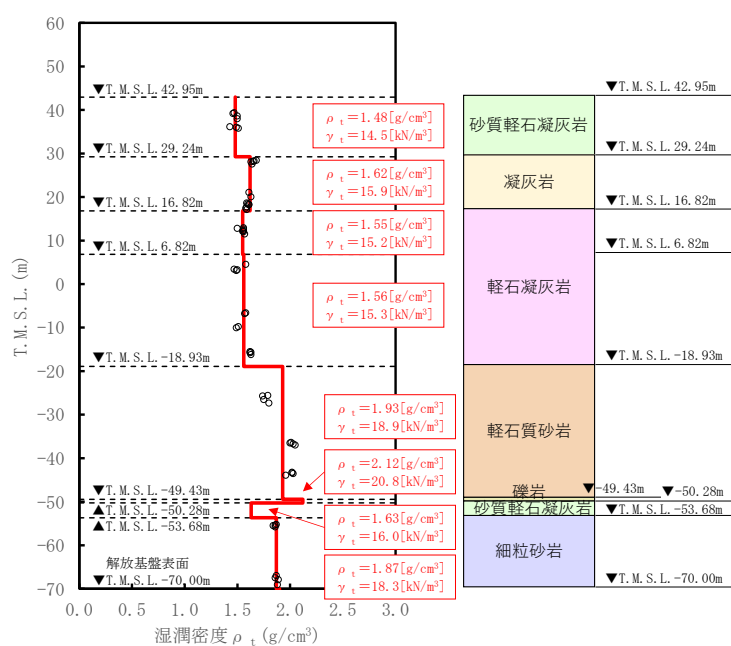 60
50
40
30
20
10
0
−10
−20
−30
−40
−50
−60
−70
T.M.S.L.(m)
0.0
0.5
1.0
1.5
2.0
2.5
3.0
湿潤密度ρt(g/cm³)
▼T.M.S.L.42.95m
▼T.M.S.L.29.24m
▼T.M.S.L.16.82m
▼T.M.S.L.6.82m
▼T.M.S.L.-18.93m
▼T.M.S.L.-49.43m
▲T.M.S.L.-50.28m
▲T.M.S.L.-53.68m
解放基盤表面
▼T.M.S.L.-70.00m
ρt＝1.48[g/cm³]
γt＝14.5[kN/m³]
ρt＝1.62[g/cm³]
γt＝15.9[kN/m³]
ρt＝1.55[g/cm³]
γt＝15.2[kN/m³]
ρt＝1.56[g/cm³]
γt＝15.3[kN/m³]
ρt＝1.93[g/cm³]
γt＝18.9[kN/m³]
ρt＝2.12[g/cm³]
γt＝20.8[kN/m³]
ρt＝1.63[g/cm³]
γt＝16.0[kN/m³]
ρt＝1.87[g/cm³]
γt＝18.3[kN/m³]
▼T.M.S.L.42.95m
砂質軽石凝灰岩
▼T.M.S.L.29.24m
凝灰岩
▼T.M.S.L.16.82m
▼T.M.S.L.6.82m
軽石凝灰岩
▼T.M.S.L.-18.93m
軽石質砂岩
礫岩
▼-49.43m
▼-50.28m
砂質軽石凝灰岩
▼T.M.S.L.-53.68m
細粒砂岩
▼T.M.S.L.-70.00m